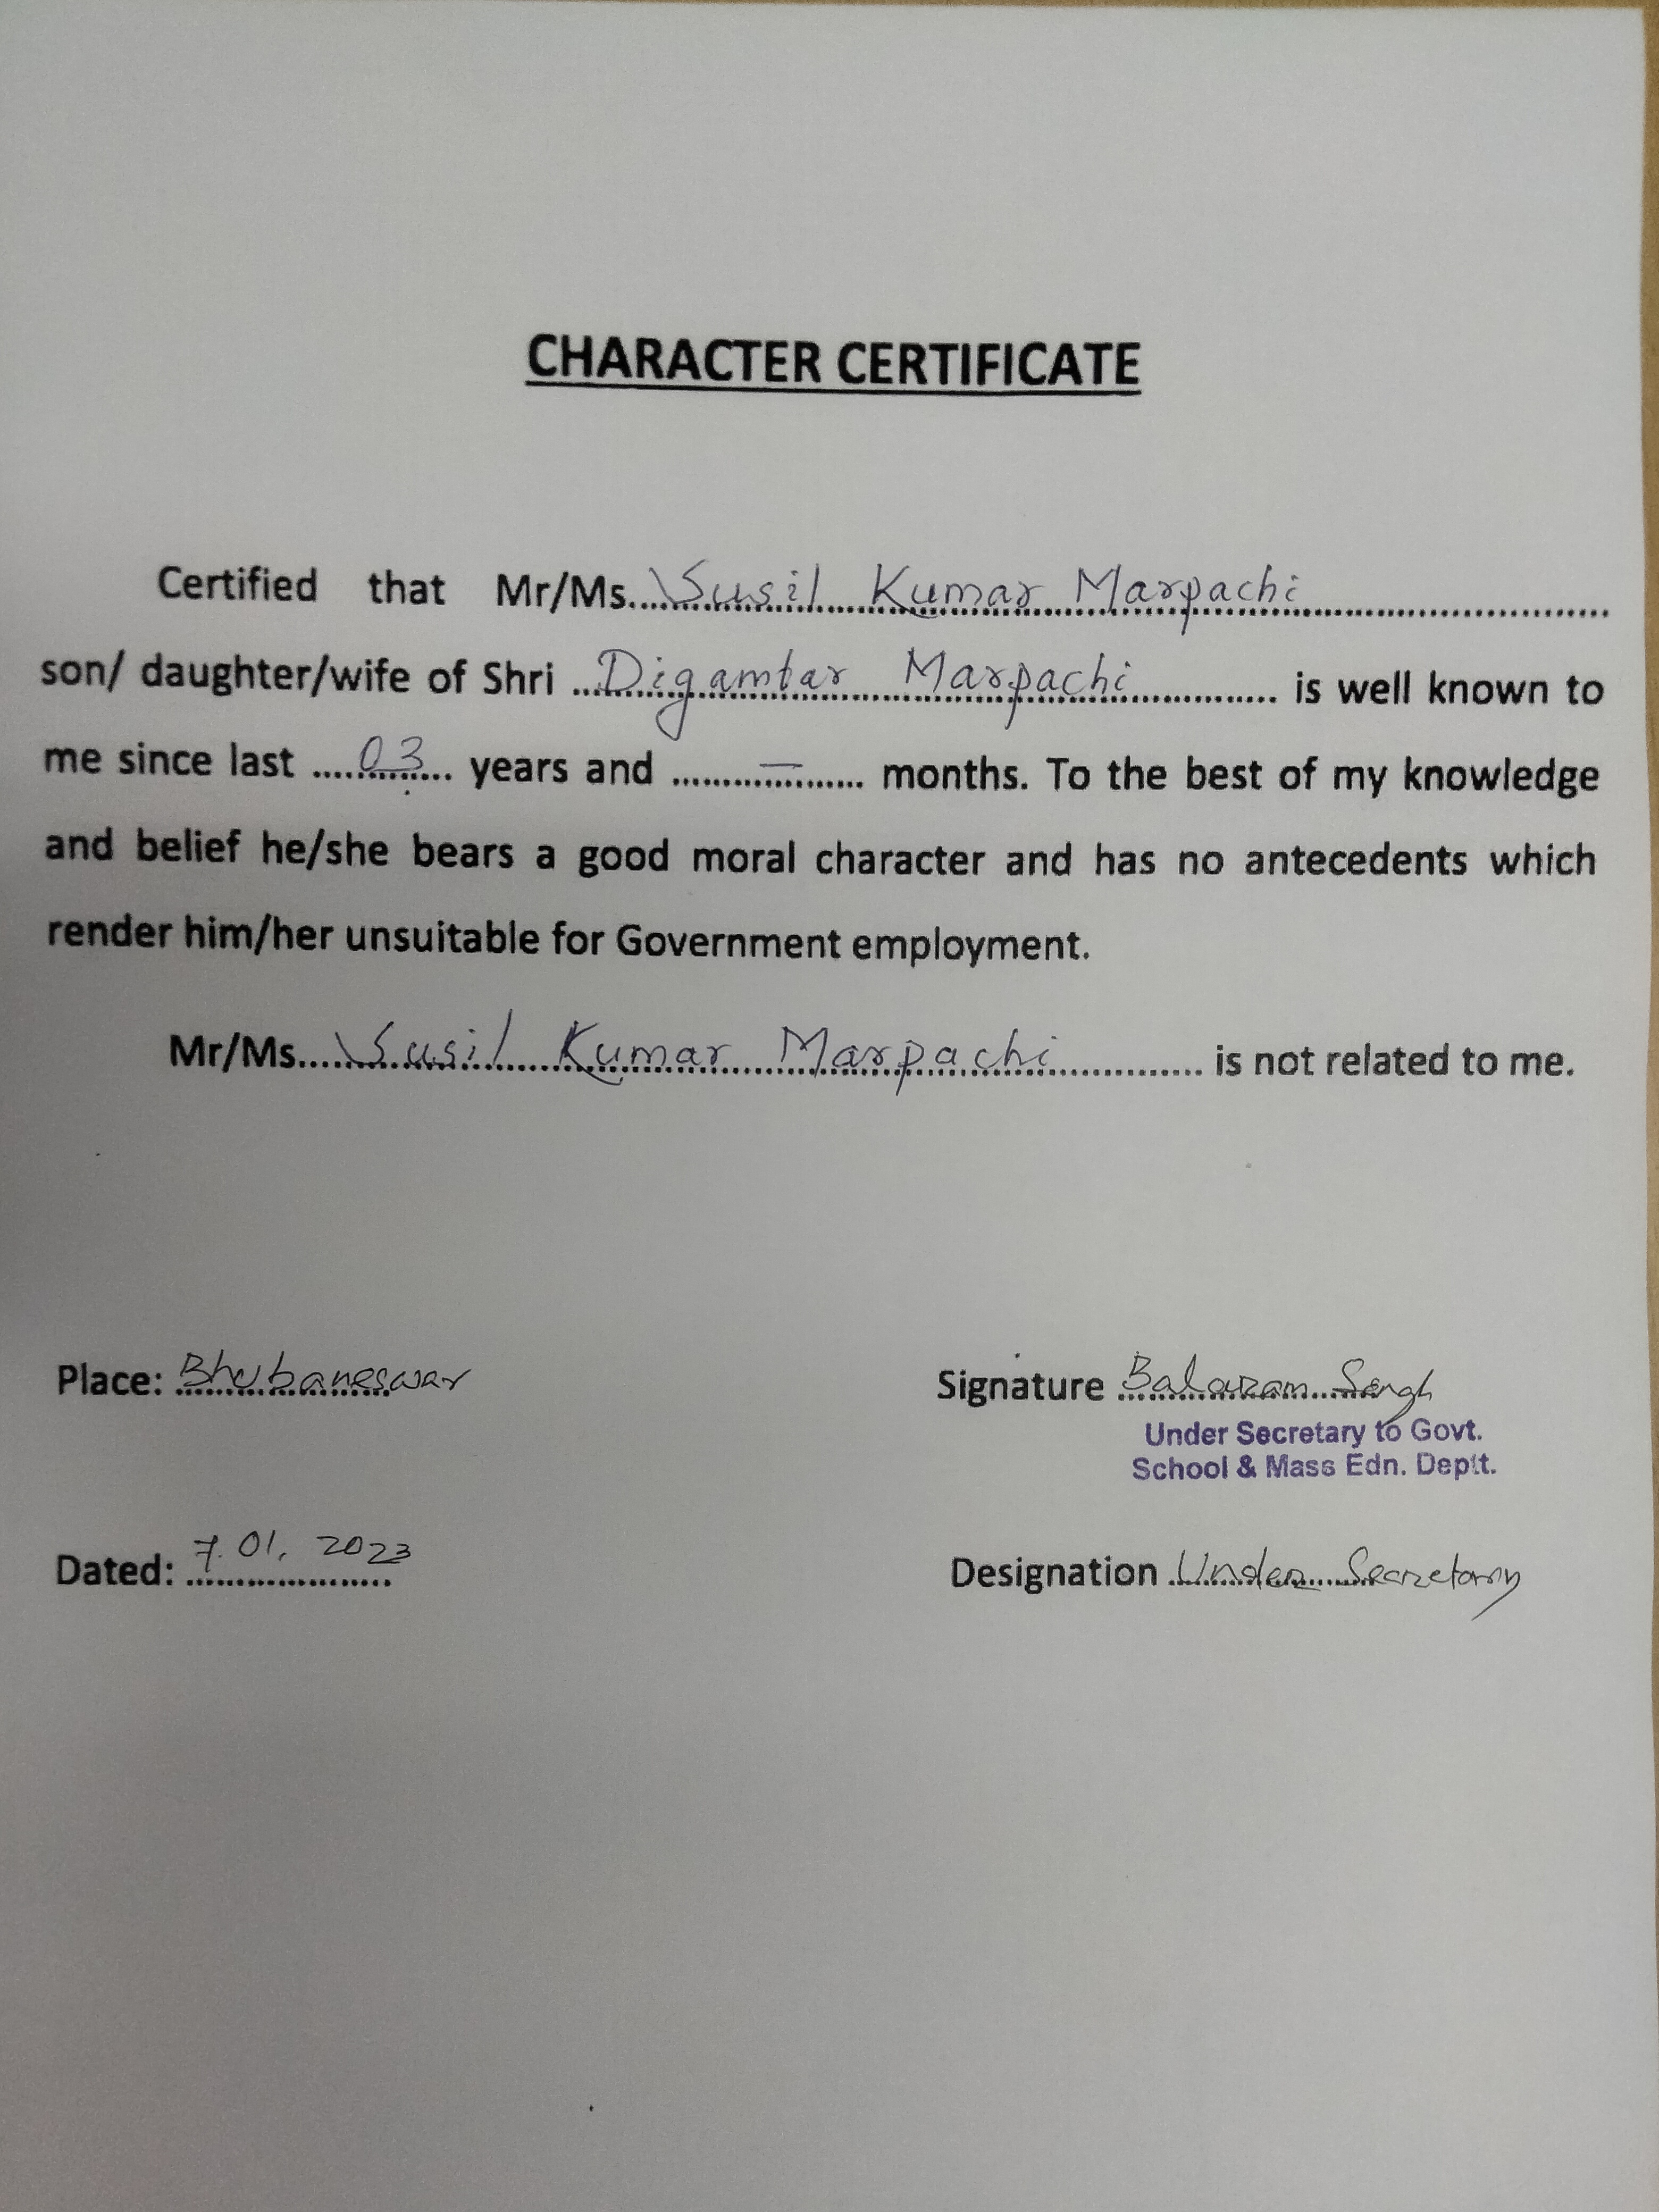 CHARACTER CERTIFICATE
Certified that Mr/Ms. Susil Kumar Marpachi
son/ daughter/wife of Shri Digambar Marpachi is well known to
me since last 03 years and — months. To the best of my knowledge
and belief he/she bears a good moral character and has no antecedents which
render him/her unsuitable for Government employment.
Mr/Ms. Susil Kumar Marpachi is not related to me.
Place: Bhubaneswar
Signature Balaram Singh
Under Secretary to Govt.
School & Mass Edn. Deptt.
Dated: 7.01.2023
Designation Under Secretary